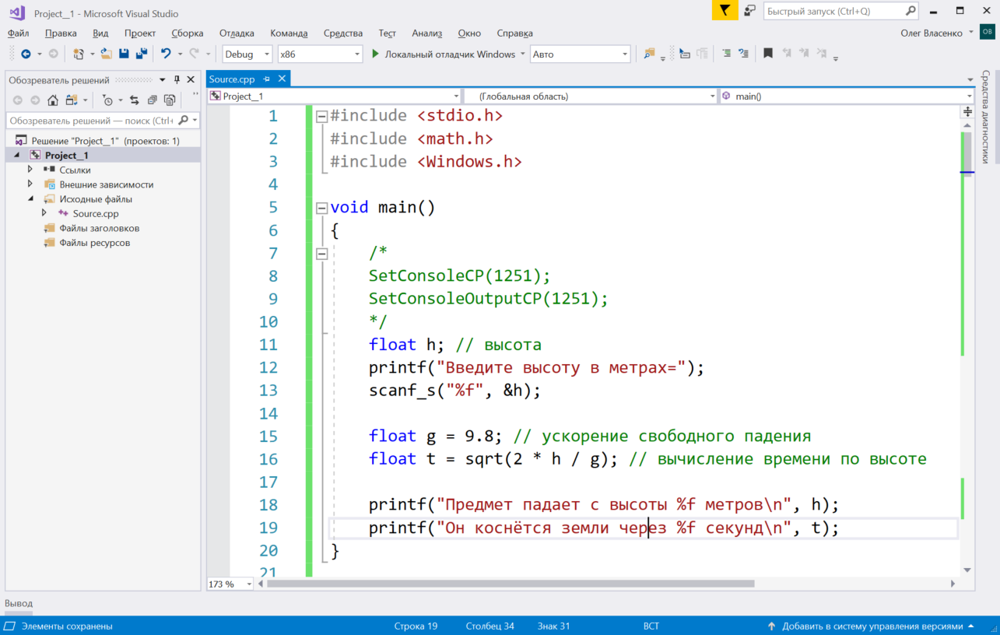 Project__1 - Microsoft Visual Studio
Быстрый запуск (Ctrl+Q)
Файл Правка Вид Проект Сборка Отладка Команда Средства Тест Анализ Окно Справка
Олег Власенко
ОВ
Debug x86 Локальный отладчик Windows Авто
Обозреватель решений
Обозреватель решений — поиск (Ctrl+
Решение "Project__1" (проектов: 1)
Project__1
Ссылки
Внешние зависимости
Исходные файлы
Source.cpp
Файлы заголовков
Файлы ресурсов
Source.cpp
Project__1 (Глобальная область) main()
1 #include <stdio.h>
2 #include <math.h>
3 #include <Windows.h>
4
5 void main()
6 {
7 /*
8 SetConsoleCP(1251);
9 SetConsoleOutputCP(1251);
10 */
11 float h; // высота
12 printf("Введите высоту в метрах=");
13 scanf_s("%f", &h);
14
15 float g = 9.8; // ускорение свободного падения
16 float t = sqrt(2 * h / g); // вычисление времени по высоте
17
18 printf("Предмет падает с высоты %f метров\n", h);
19 printf("Он коснётся земли через %f секунд\n", t);
20 }
21
173 %
Средства диагностики
Вывод
Элементы сохранены Строка 19 Столбец 34 Знак 31 ВСТ Добавить в систему управления версиями